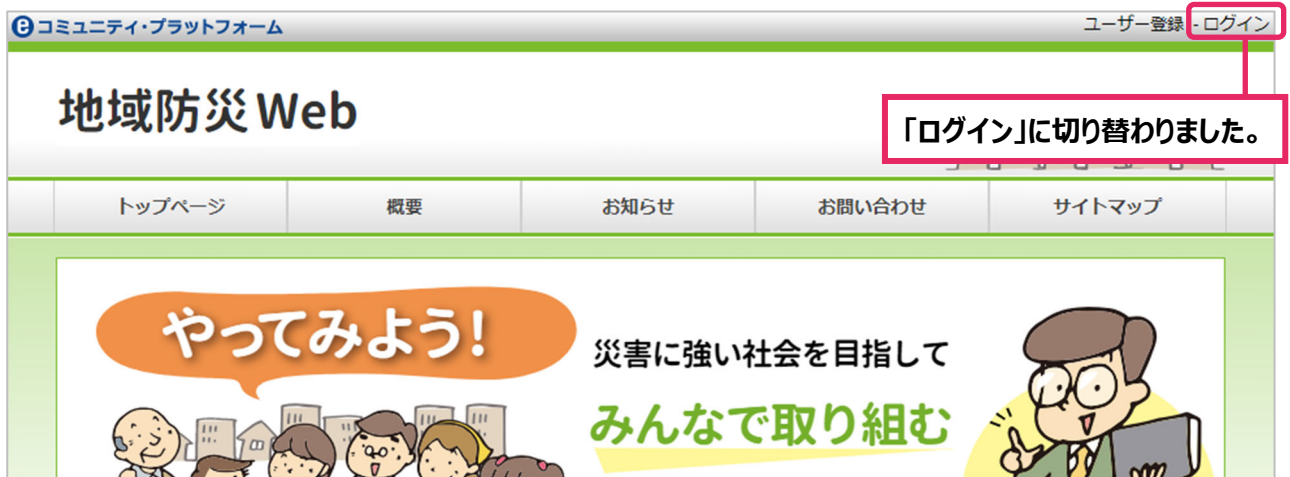 eコミュニティ・プラットフォーム
ユーザー登録 - ログイン
地域防災Web
「ログイン」に切り替わりました。
トップページ 概要 お知らせ お問い合わせ サイトマップ
やってみよう!
災害に強い社会を目指して
みんなで取り組む